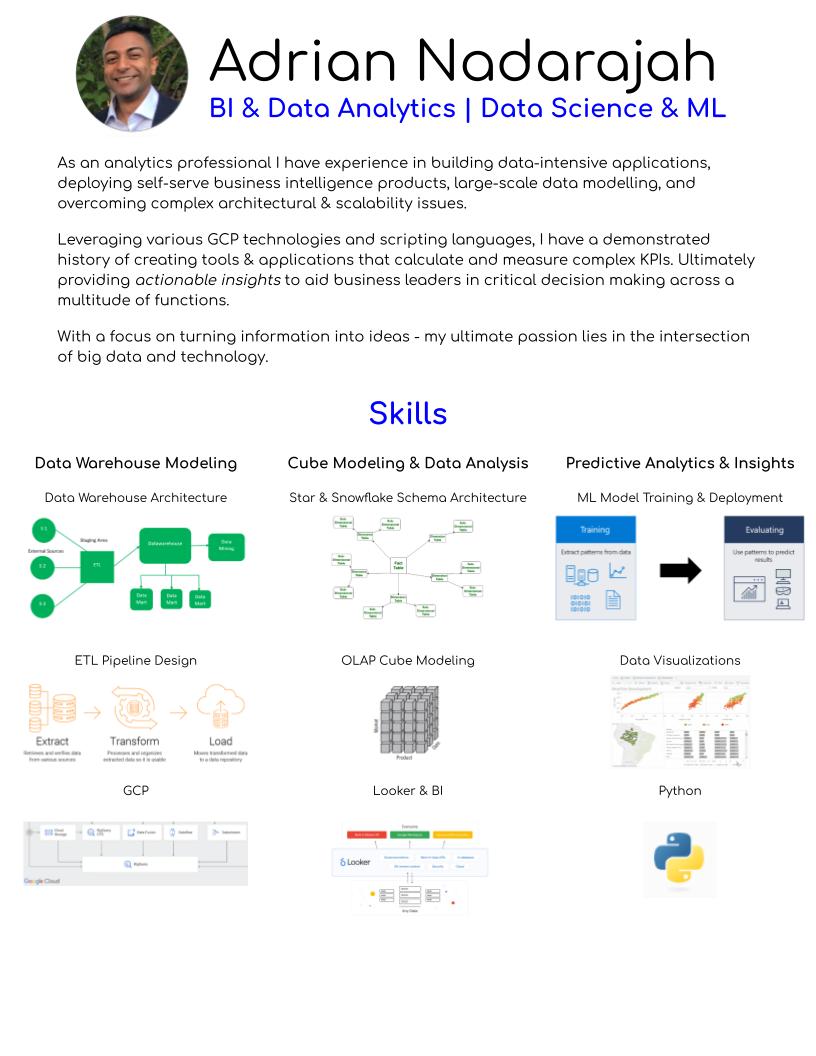 Adrian Nadarajah
BI & Data Analytics | Data Science & ML
As an analytics professional I have experience in building data-intensive applications,
deploying self-serve business intelligence products, large-scale data modelling, and
overcoming complex architectural & scalability issues.
Leveraging various GCP technologies and scripting languages, I have a demonstrated
history of creating tools & applications that calculate and measure complex KPIs. Ultimately
providing actionable insights to aid business leaders in critical decision making across a
multitude of functions.
With a focus on turning information into ideas - my ultimate passion lies in the intersection
of big data and technology.
Skills
Data Warehouse Modeling
Cube Modeling & Data Analysis
Predictive Analytics & Insights
Data Warehouse Architecture
Star & Snowflake Schema Architecture
ML Model Training & Deployment
Staging Area
External Sources
ETL
Datawarehouse
Data
Mining
Data
Mart
Data
Mart
Data
Mart
Fact
Table
Training
Extract patterns from data
Evaluating
Use patterns to predict
results
ETL Pipeline Design
OLAP Cube Modeling
Data Visualizations
Extract
Retrieves and verifies data
from various sources
Transform
Processes and organizes
extracted data so it is usable
Load
Moves transformed data
to a data repository
Product
GCP
Looker & BI
Python
BigQuery
Google Cloud
Looker
Any Data